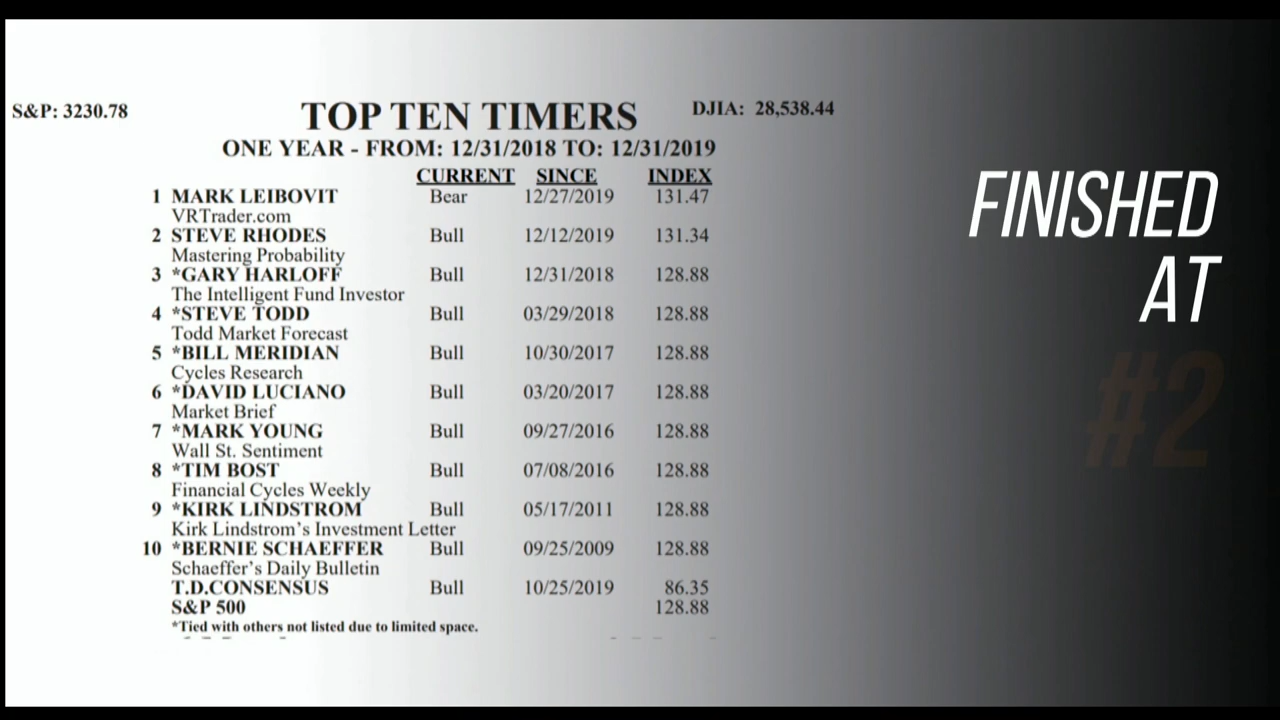 S&P: 3230.78
TOP TEN TIMERS
DJIA: 28,538.44
ONE YEAR - FROM: 12/31/2018 TO: 12/31/2019
CURRENT SINCE INDEX
1 MARK LEIBOVIT Bear 12/27/2019 131.47
VRTrader.com
2 STEVE RHODES Bull 12/12/2019 131.34
Mastering Probability
3 *GARY HARLOFF Bull 12/31/2018 128.88
The Intelligent Fund Investor
4 *STEVE TODD Bull 03/29/2018 128.88
Todd Market Forecast
5 *BILL MERIDIAN Bull 10/30/2017 128.88
Cycles Research
6 *DAVID LUCIANO Bull 03/20/2017 128.88
Market Brief
7 *MARK YOUNG Bull 09/27/2016 128.88
Wall St. Sentiment
8 *TIM BOST Bull 07/08/2016 128.88
Financial Cycles Weekly
9 *KIRK LINDSTROM Bull 05/17/2011 128.88
Kirk Lindstrom's Investment Letter
10 *BERNIE SCHAEFFER Bull 09/25/2009 128.88
Schaeffer's Daily Bulletin
T.D.CONSENSUS Bull 10/25/2019 86.35
S&P 500 128.88
*Tied with others not listed due to limited space.
FINISHED
AT
#2